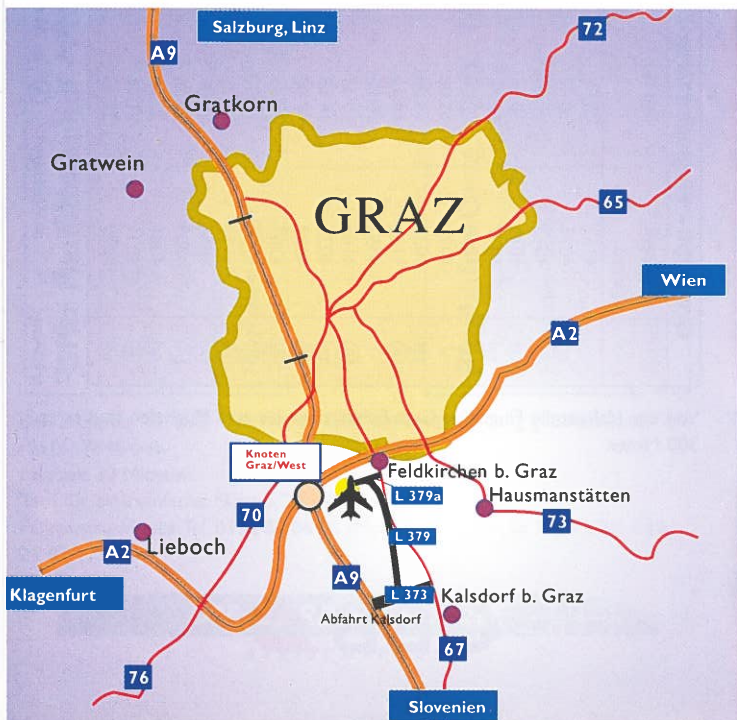 Salzburg, Linz
72
A9
Gratkorn
Gratwein
GRAZ
65
Wien
A2
Knoten
Graz/West
Feldkirchen b. Graz
L 379a
Hausmanstätten
70
73
L 379
A2
Lieboch
A9
Klagenfurt
L 373
Kalsdorf b. Graz
Abfahrt Kalsdorf
67
76
Slovenien